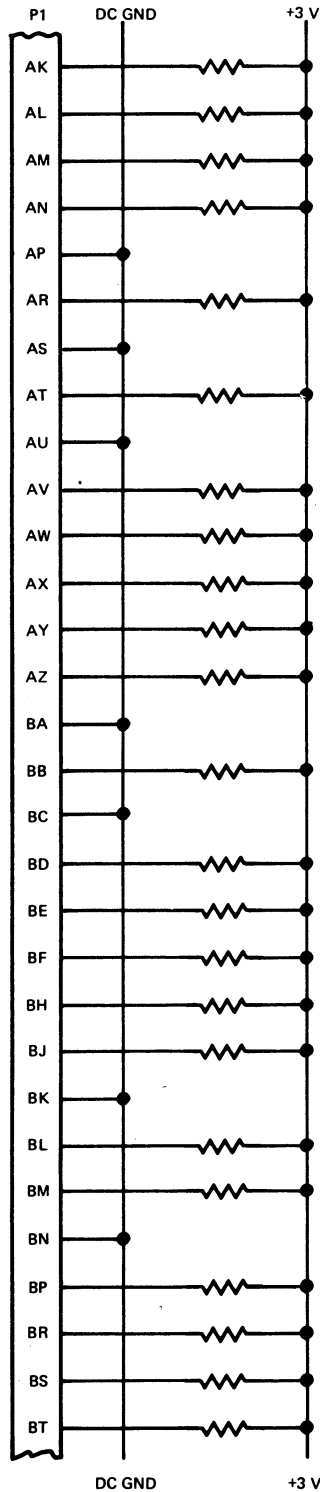 P1 DC GND +3 V
AK
AL
AM
AN
AP
AR
AS
AT
AU
AV
AW
AX
AY
AZ
BA
BB
BC
BD
BE
BF
BH
BJ
BK
BL
BM
BN
BP
BR
BS
BT
DC GND +3 V